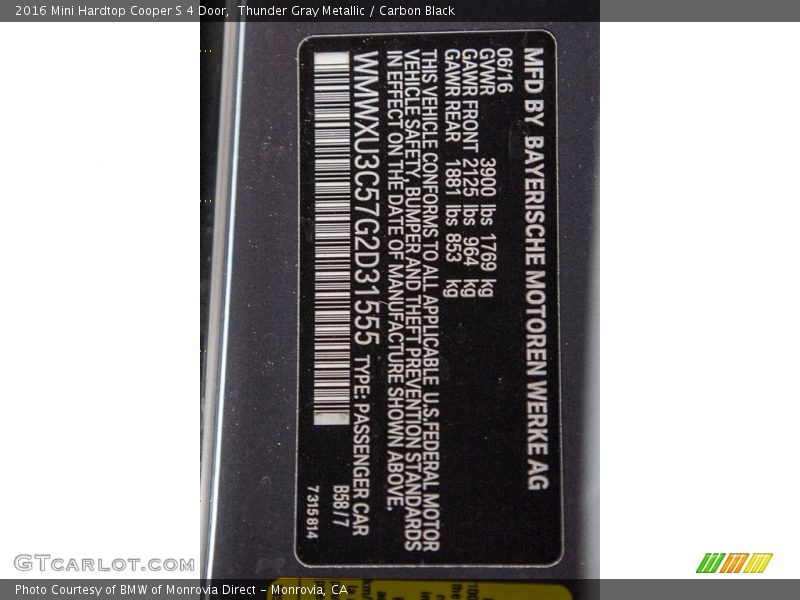 2016 Mini Hardtop Cooper S 4 Door,  Thunder Gray Metallic / Carbon Black
MFD BY BAYERISCHE MOTOREN WERKE AG
06/16
GVWR 3900 lbs 1769 kg
GAWR FRONT 2125 lbs 964 kg
GAWR REAR 1881 lbs 853 kg
THIS VEHICLE CONFORMS TO ALL APPLICABLE U.S.FEDERAL MOTOR
VEHICLE SAFETY, BUMPER AND THEFT PREVENTION STANDARDS
IN EFFECT ON THE DATE OF MANUFACTURE SHOWN ABOVE.
WMWXU3C57G2D31555 TYPE: PASSENGER CAR
B58/7
7 315 814
GTCARLOT.COM
Photo Courtesy of BMW of Monrovia Direct – Monrovia, CA